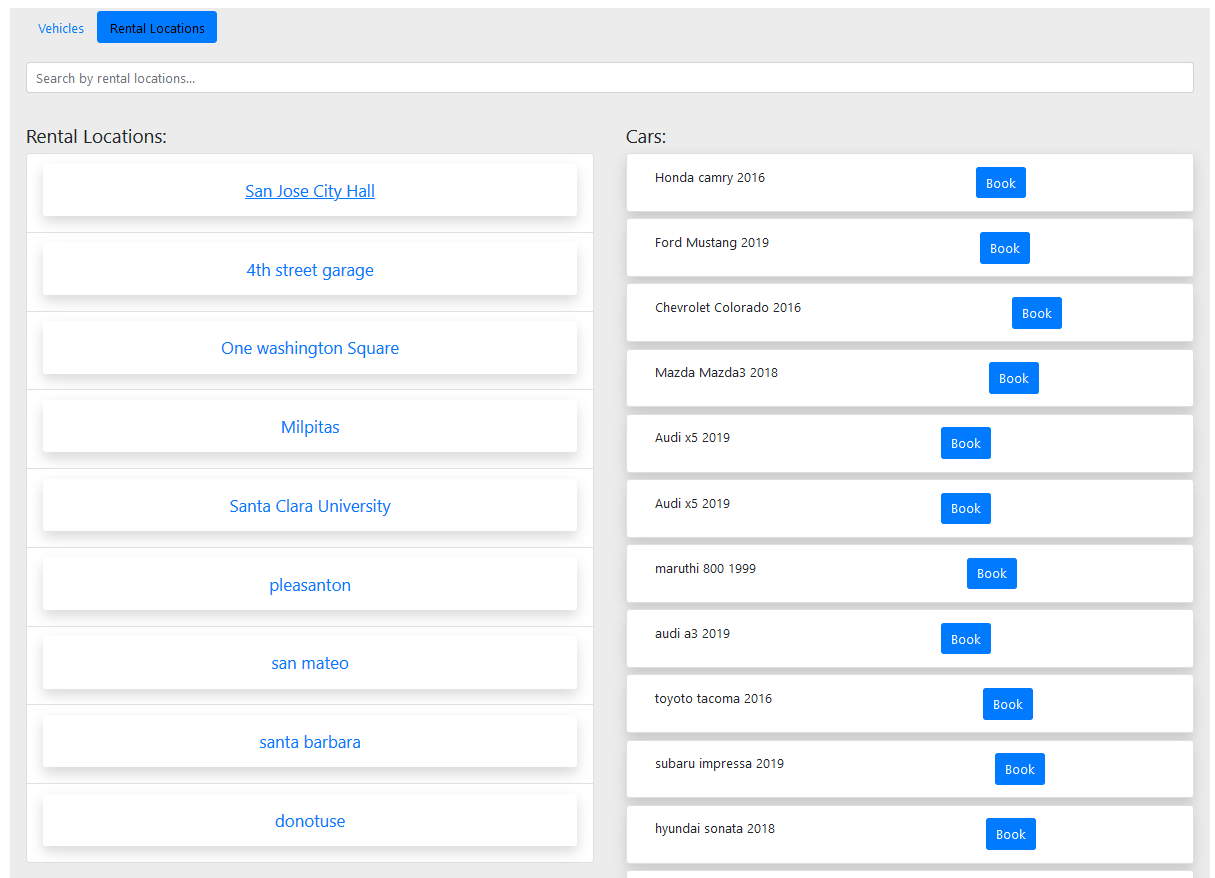 Vehicles
Rental Locations
Search by rental locations...
Rental Locations:
San Jose City Hall
4th street garage
One washington Square
Milpitas
Santa Clara University
pleasanton
san mateo
santa barbara
donotuse
Cars:
Honda camry 2016
Book
Ford Mustang 2019
Book
Chevrolet Colorado 2016
Book
Mazda Mazda3 2018
Book
Audi x5 2019
Book
Audi x5 2019
Book
maruthi 800 1999
Book
audi a3 2019
Book
toyoto tacoma 2016
Book
subaru impressa 2019
Book
hyundai sonata 2018
Book